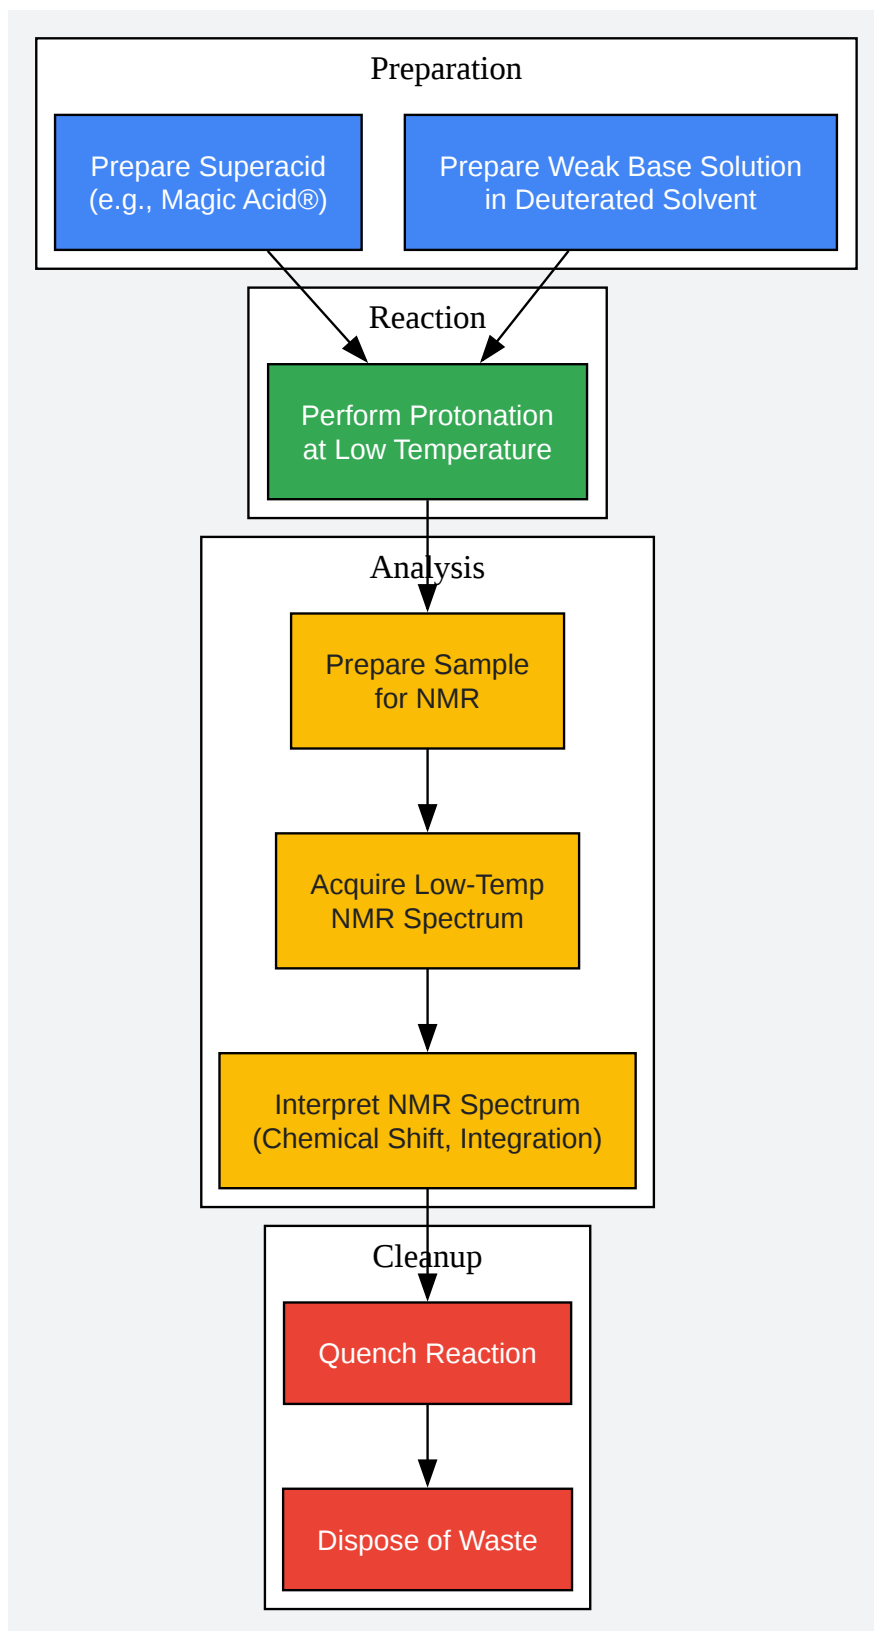 Preparation
Prepare Superacid
(e.g., Magic Acid®)
Prepare Weak Base Solution
in Deuterated Solvent
Reaction
Perform Protonation
at Low Temperature
Analysis
Prepare Sample
for NMR
Acquire Low-Temp
NMR Spectrum
Interpret NMR Spectrum
(Chemical Shift, Integration)
Cleanup
Quench Reaction
Dispose of Waste